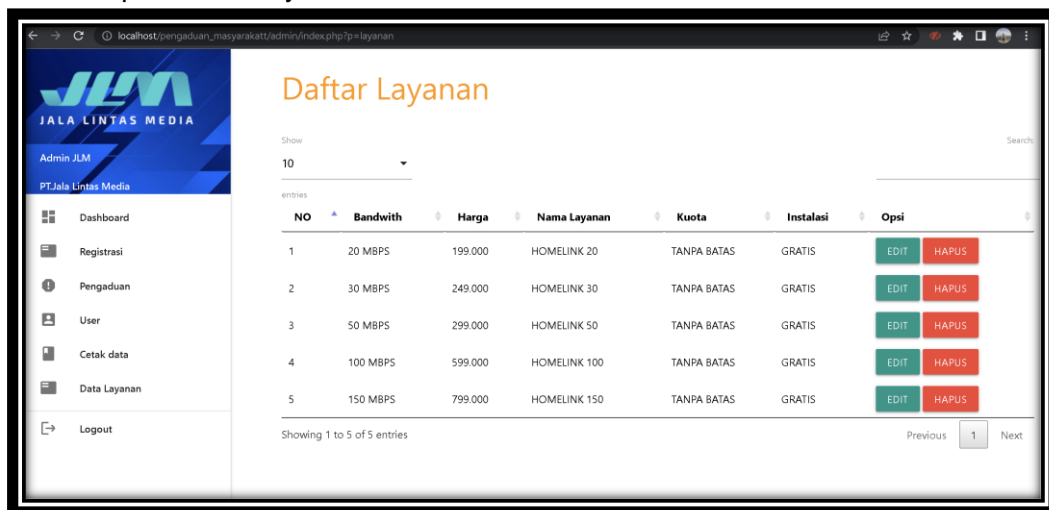 localhost/pengaduan_masyarakatt/admin/index.php?p=layanan
JLM
JALA LINTAS MEDIA
Admin JLM
PT.Jala Lintas Media
Dashboard
Registrasi
Pengaduan
User
Cetak data
Data Layanan
Logout
Daftar Layanan
Show
10
entries
Search:
NO Bandwith Harga Nama Layanan Kuota Instalasi Opsi
1 20 MBPS 199.000 HOMELINK 20 TANPA BATAS GRATIS EDIT HAPUS
2 30 MBPS 249.000 HOMELINK 30 TANPA BATAS GRATIS EDIT HAPUS
3 50 MBPS 299.000 HOMELINK 50 TANPA BATAS GRATIS EDIT HAPUS
4 100 MBPS 599.000 HOMELINK 100 TANPA BATAS GRATIS EDIT HAPUS
5 150 MBPS 799.000 HOMELINK 150 TANPA BATAS GRATIS EDIT HAPUS
Showing 1 to 5 of 5 entries
Previous 1 Next